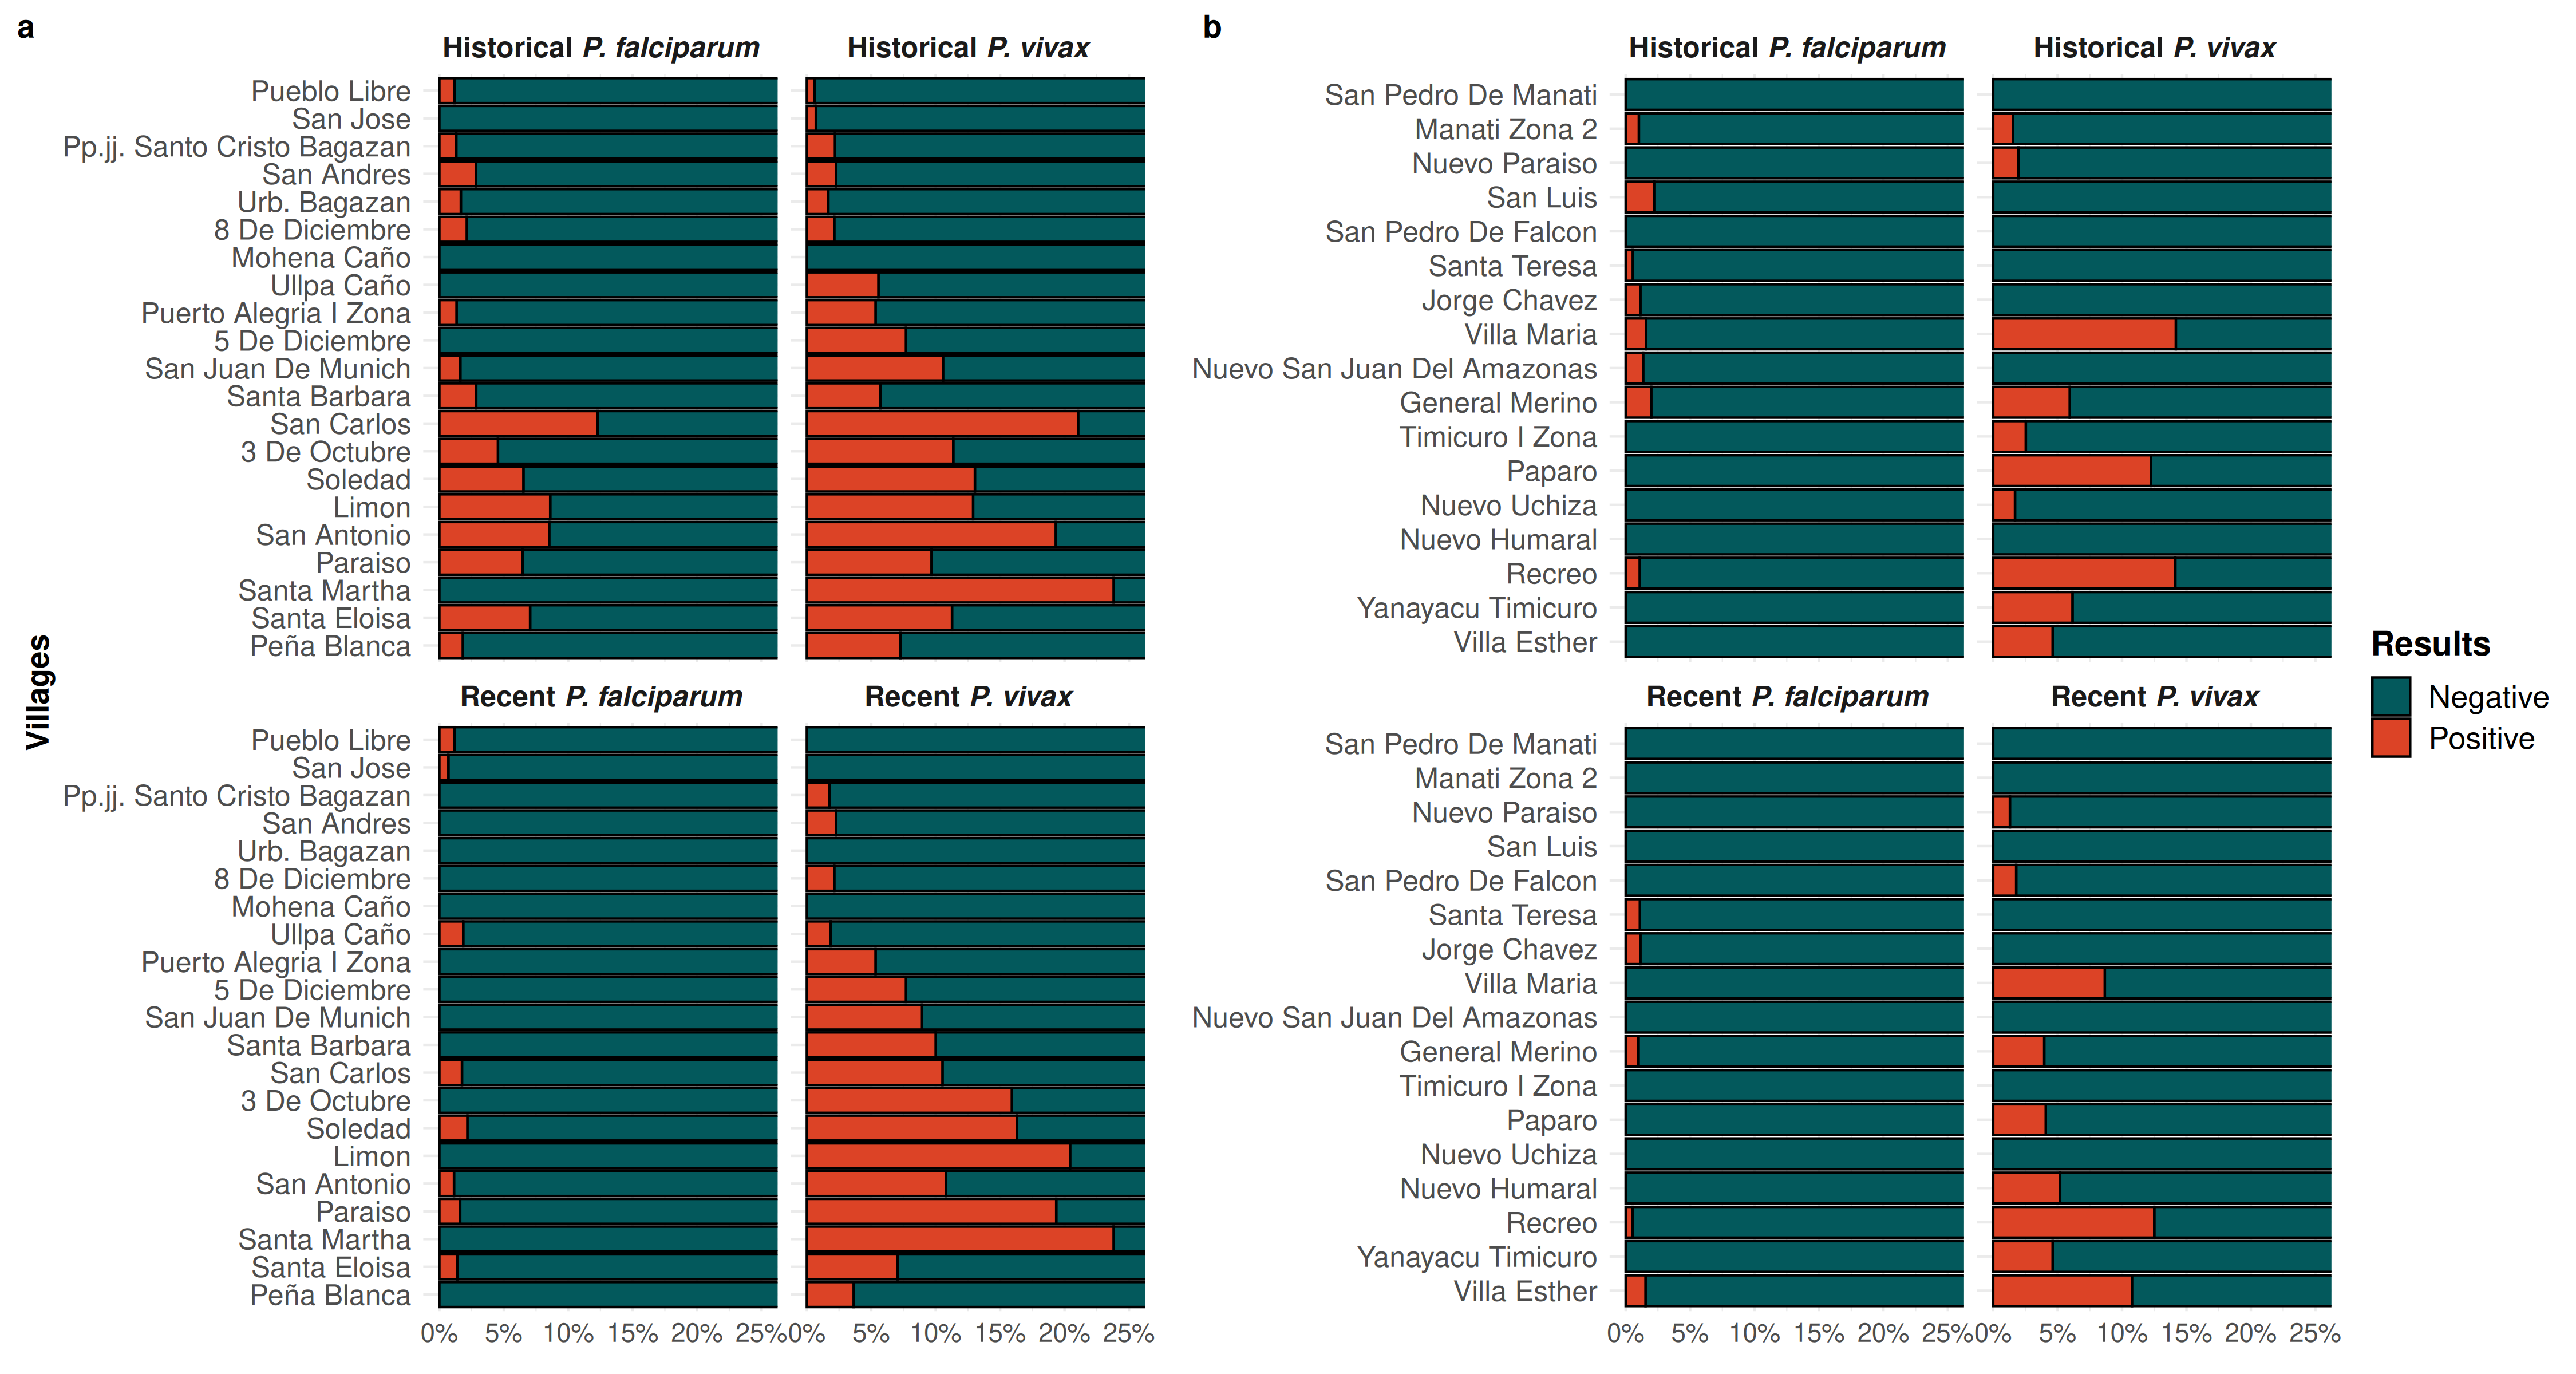 a
Historical P. falciparum
Historical P. vivax
Pueblo Libre
San Jose
Pp.jj. Santo Cristo Bagazan
San Andres
Urb. Bagazan
8 De Diciembre
Mohena Caño
Ullpa Caño
Puerto Alegria I Zona
5 De Diciembre
San Juan De Munich
Santa Barbara
San Carlos
3 De Octubre
Soledad
Limon
San Antonio
Paraiso
Santa Martha
Santa Eloisa
Peña Blanca
Villages
Recent P. falciparum
Recent P. vivax
Pueblo Libre
San Jose
Pp.jj. Santo Cristo Bagazan
San Andres
Urb. Bagazan
8 De Diciembre
Mohena Caño
Ullpa Caño
Puerto Alegria I Zona
5 De Diciembre
San Juan De Munich
Santa Barbara
San Carlos
3 De Octubre
Soledad
Limon
San Antonio
Paraiso
Santa Martha
Santa Eloisa
Peña Blanca
0% 5% 10% 15% 20% 25%
0% 5% 10% 15% 20% 25%
b
Historical P. falciparum
Historical P. vivax
San Pedro De Manati
Manati Zona 2
Nuevo Paraiso
San Luis
San Pedro De Falcon
Santa Teresa
Jorge Chavez
Villa Maria
Nuevo San Juan Del Amazonas
General Merino
Timicuro I Zona
Paparo
Nuevo Uchiza
Nuevo Humaral
Recreo
Yanayacu Timicuro
Villa Esther
Recent P. falciparum
Recent P. vivax
San Pedro De Manati
Manati Zona 2
Nuevo Paraiso
San Luis
San Pedro De Falcon
Santa Teresa
Jorge Chavez
Villa Maria
Nuevo San Juan Del Amazonas
General Merino
Timicuro I Zona
Paparo
Nuevo Uchiza
Nuevo Humaral
Recreo
Yanayacu Timicuro
Villa Esther
0% 5% 10% 15% 20% 25%
0% 5% 10% 15% 20% 25%
Results
Negative
Positive